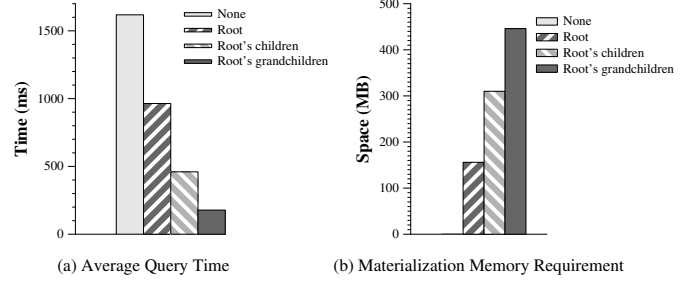 1500
1000
500
0
Time (ms)
None
Root
Root's children
Root's grandchildren
(a) Average Query Time
500
400
300
200
100
0
Space (MB)
None
Root
Root's children
Root's grandchildren
(b) Materialization Memory Requirement